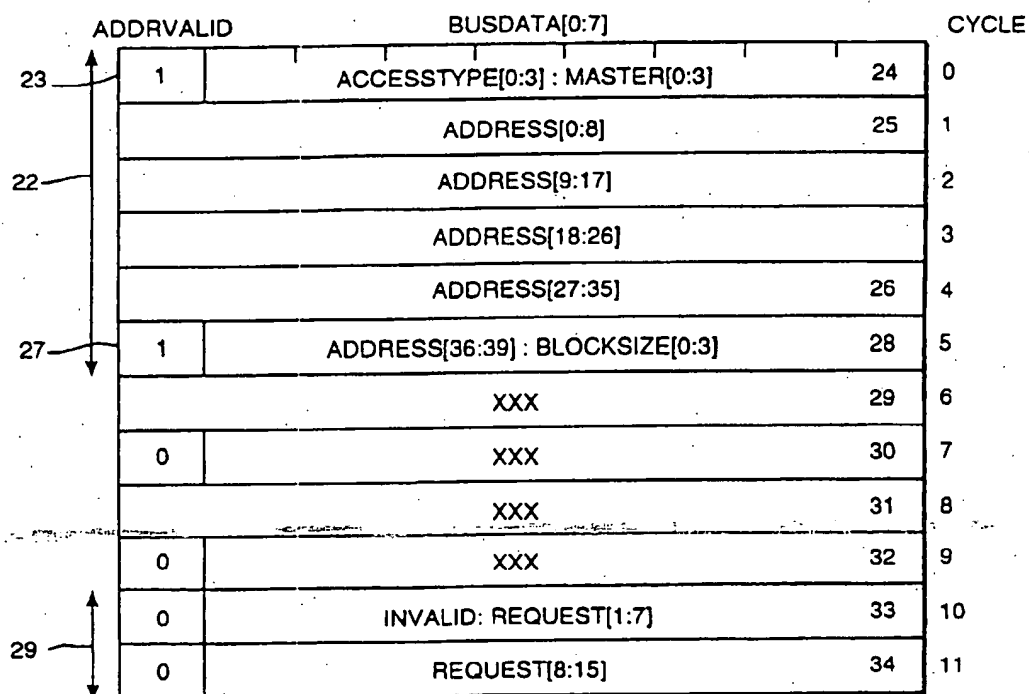 ADDRVALID BUSDATA[0:7] CYCLE
23 1 ACCESSTYPE[0:3] : MASTER[0:3] 24 0
ADDRESS[0:8] 25 1
22 ADDRESS[9:17] 2
ADDRESS[18:26] 3
ADDRESS[27:35] 26 4
27 1 ADDRESS[36:39] : BLOCKSIZE[0:3] 28 5
XXX 29 6
0 XXX 30 7
XXX 31 8
0 XXX 32 9
0 INVALID: REQUEST[1:7] 33 10
29 0 REQUEST[8:15] 34 11